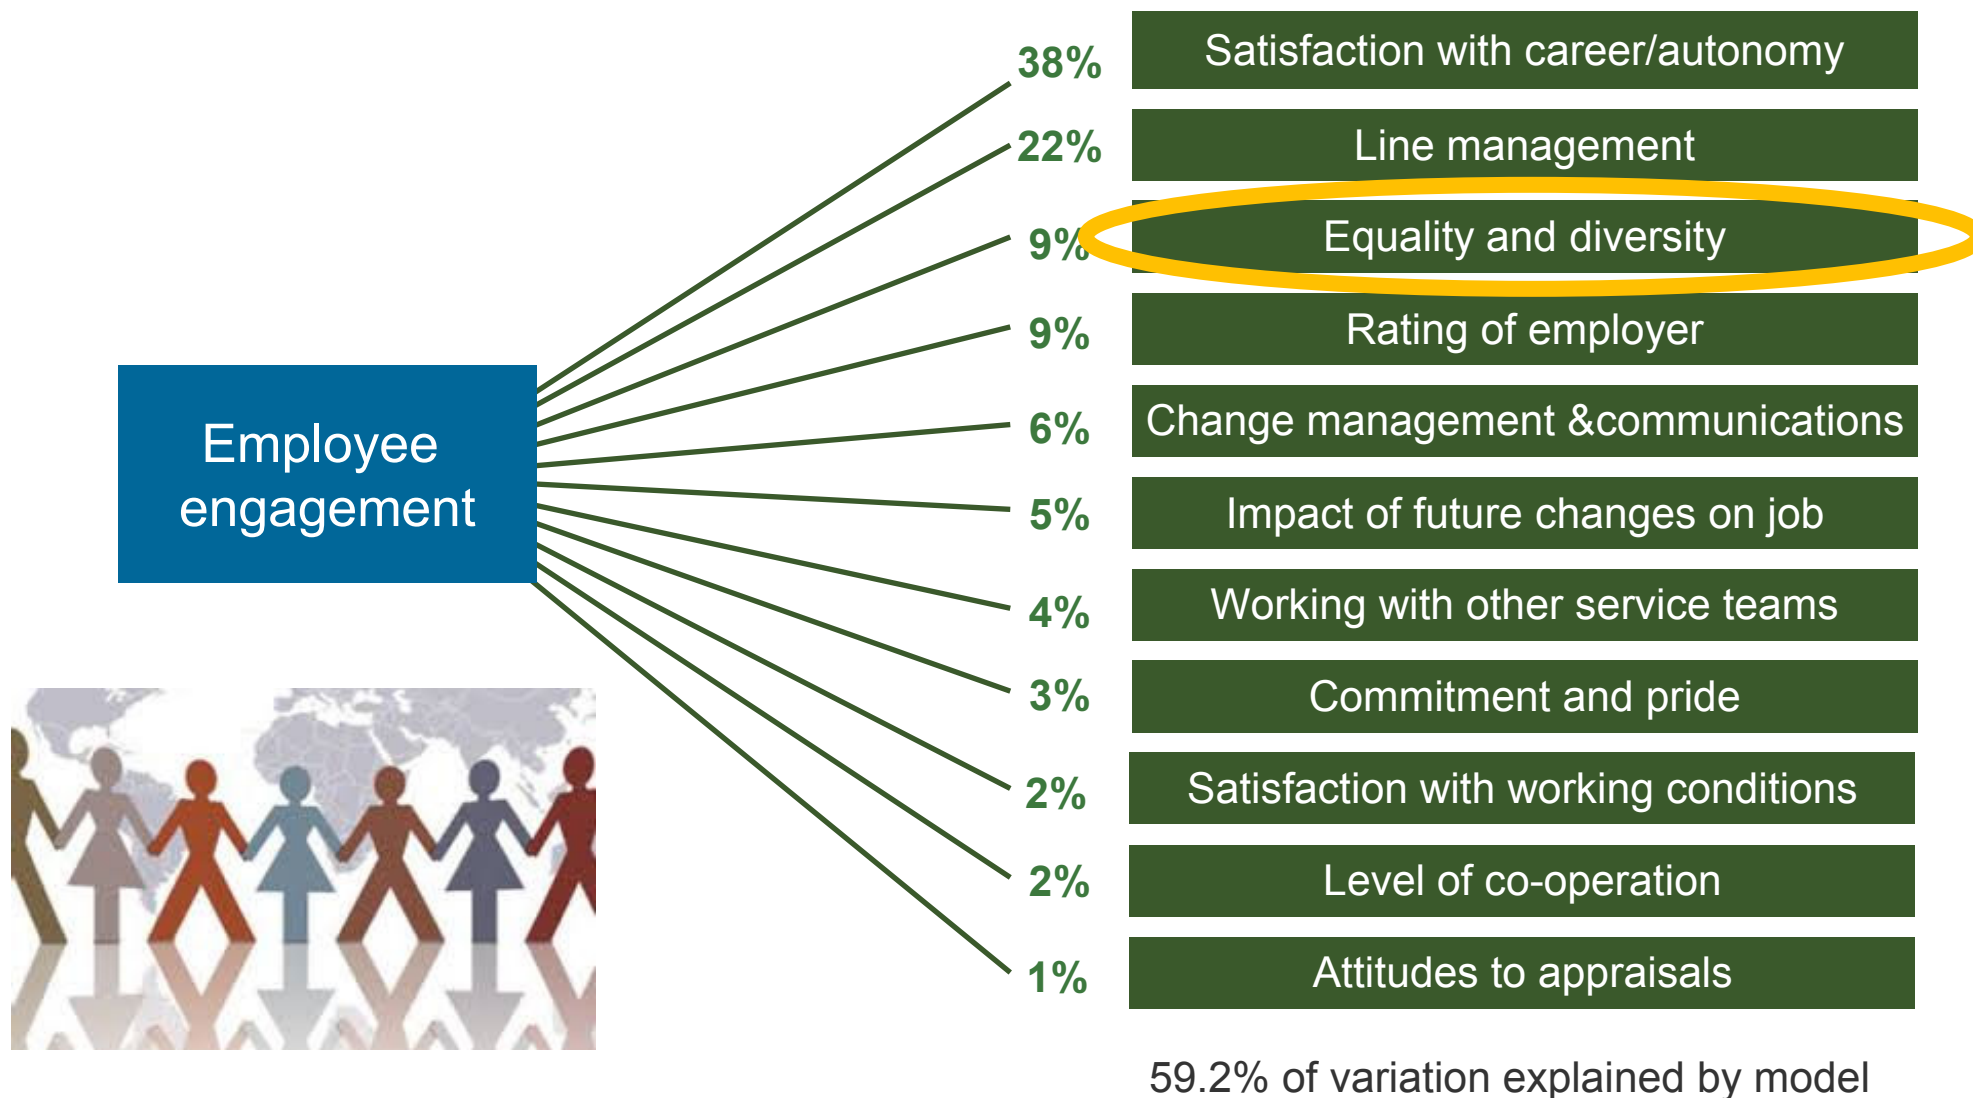 38%
Satisfaction with career/autonomy
22%
Line management
9%
Equality and diversity
9%
Rating of employer
6%
Change management &communications
Employee
engagement
5%
Impact of future changes on job
4%
Working with other service teams
3%
Commitment and pride
2%
Satisfaction with working conditions
2%
Level of co-operation
1%
Attitudes to appraisals
59.2% of variation explained by model